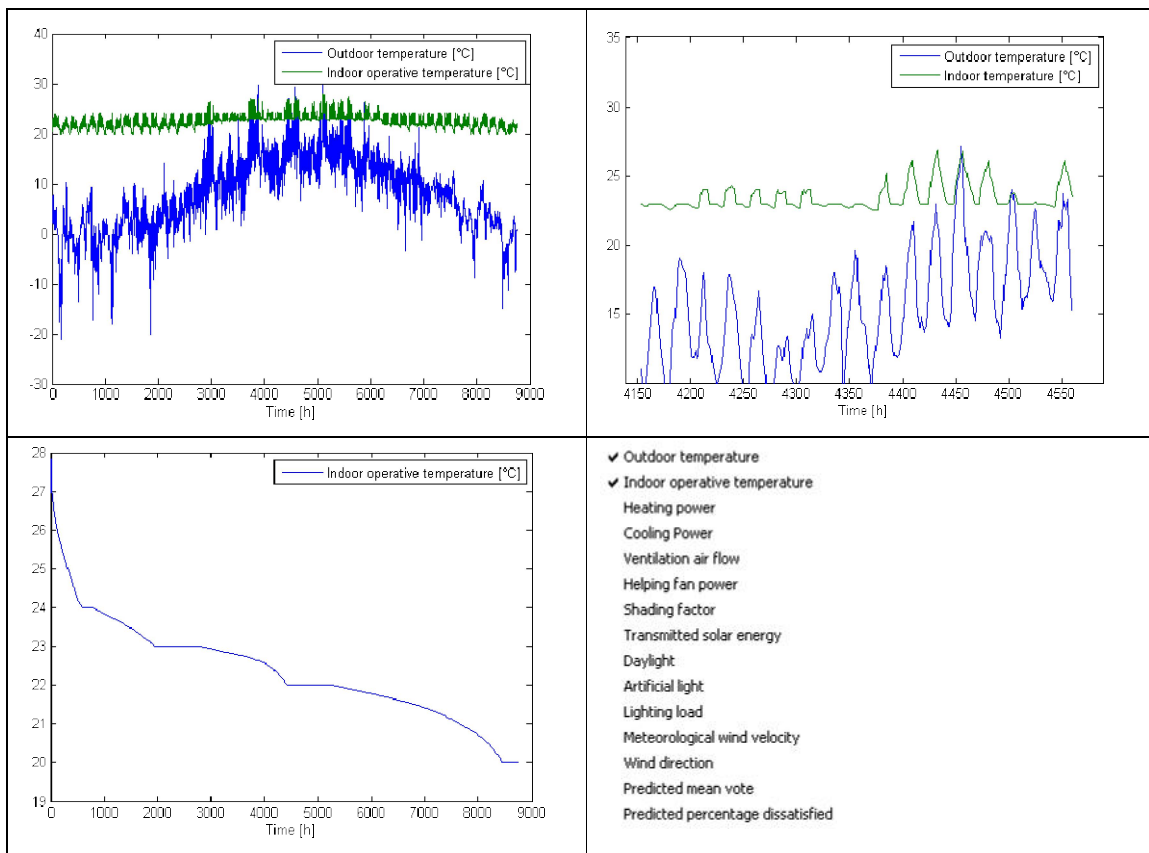 40
30
20
10
0
-10
-20
-30
Outdoor temperature [°C]
Indoor operative temperature [°C]
0 1000 2000 3000 4000 5000 6000 7000 8000 9000
Time [h]
35
30
25
20
15
Outdoor temperature [°C]
Indoor temperature [°C]
4150 4200 4250 4300 4350 4400 4450 4500 4550
Time [h]
28
27
26
25
24
23
22
21
20
19
Indoor operative temperature [°C]
0 1000 2000 3000 4000 5000 6000 7000 8000 9000
Time [h]
✓ Outdoor temperature
✓ Indoor operative temperature
Heating power
Cooling Power
Ventilation air flow
Helping fan power
Shading factor
Transmitted solar energy
Daylight
Artificial light
Lighting load
Meteorological wind velocity
Wind direction
Predicted mean vote
Predicted percentage dissatisfied